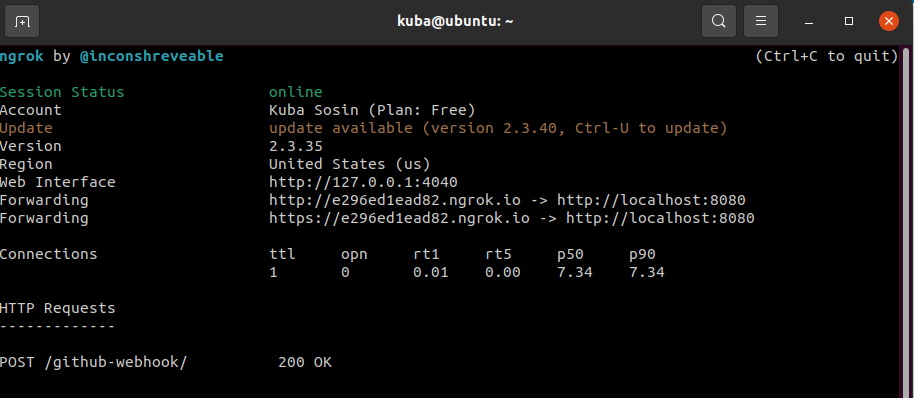 kuba@ubuntu: ~
ngrok by @inconshreveable (Ctrl+C to quit)
Session Status online
Account Kuba Sosin (Plan: Free)
Update update available (version 2.3.40, Ctrl-U to update)
Version 2.3.35
Region United States (us)
Web Interface http://127.0.0.1:4040
Forwarding http://e296ed1ead82.ngrok.io -> http://localhost:8080
Forwarding https://e296ed1ead82.ngrok.io -> http://localhost:8080
Connections ttl opn rt1 rt5 p50 p90
1 0 0.01 0.00 7.34 7.34
HTTP Requests
-------------
POST /github-webhook/ 200 OK